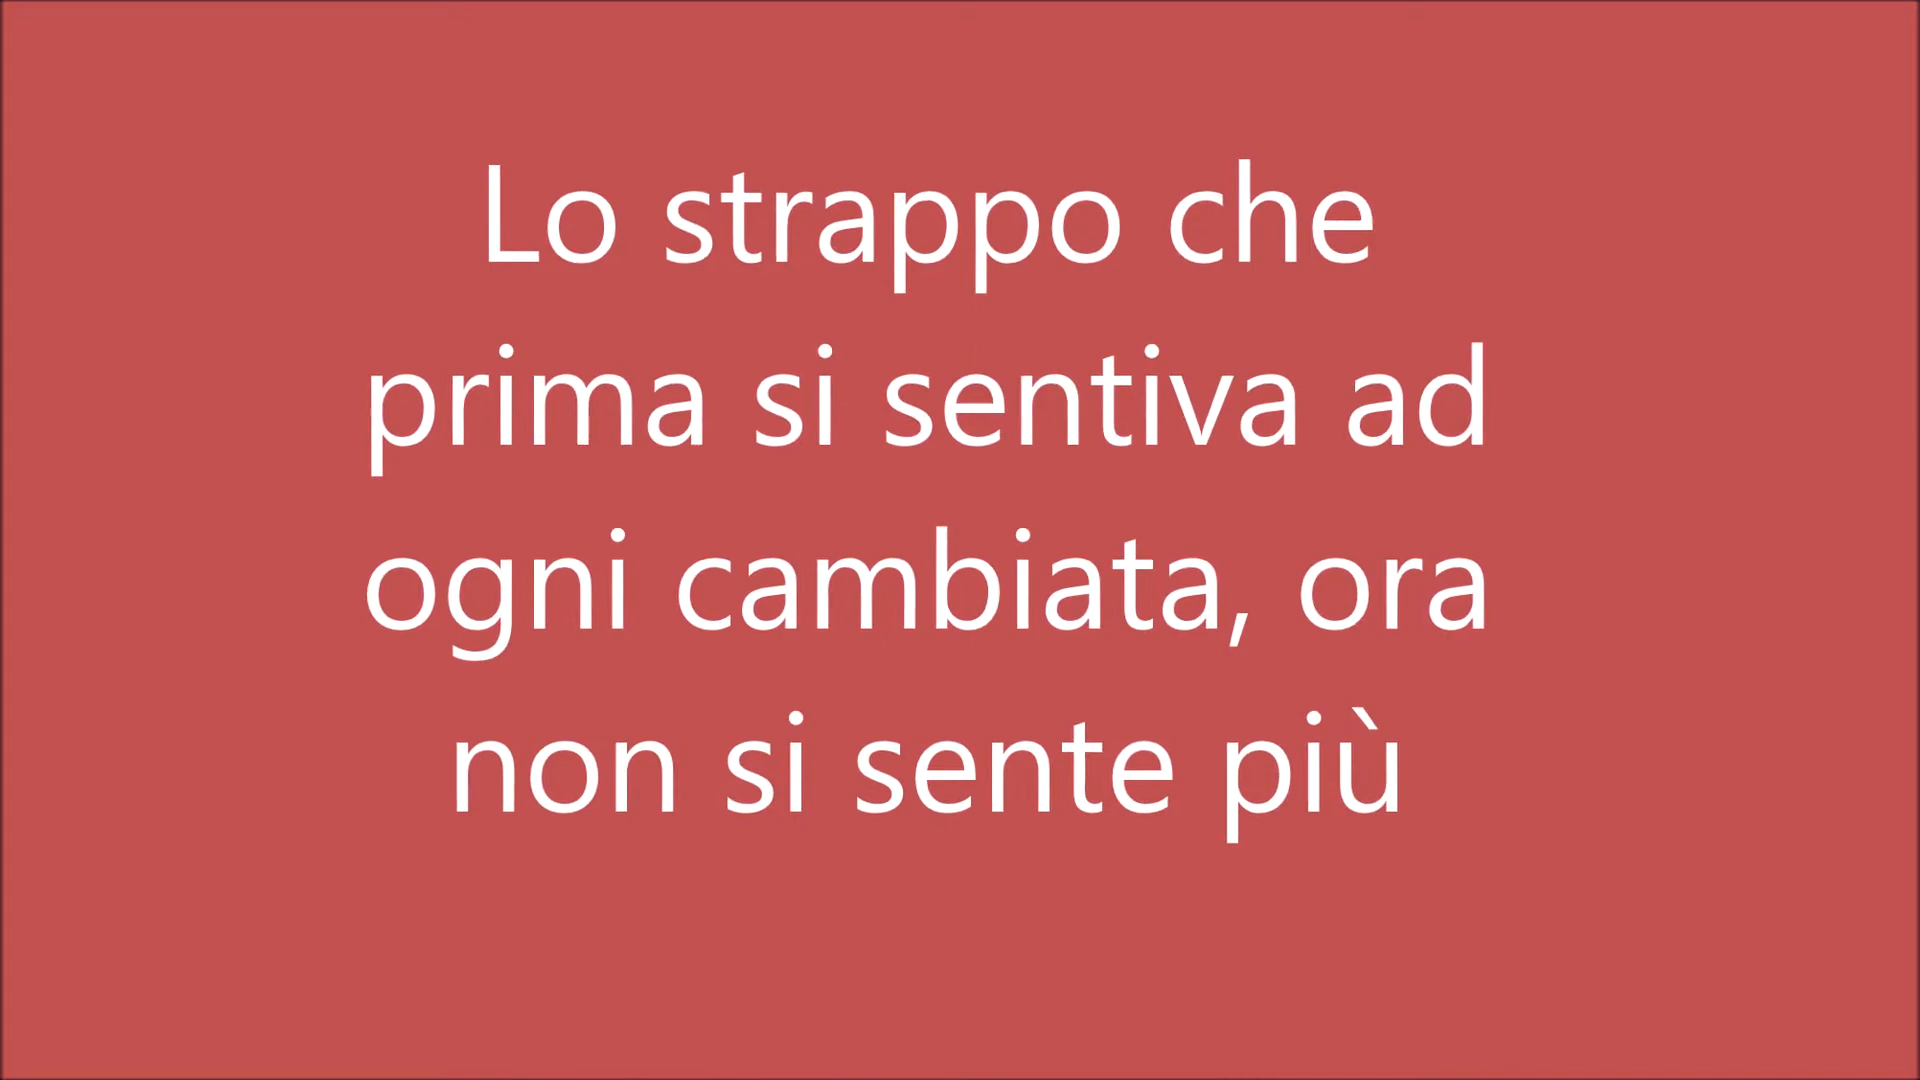 Lo strappo che
prima si sentiva ad
ogni cambiata, ora
non si sente più